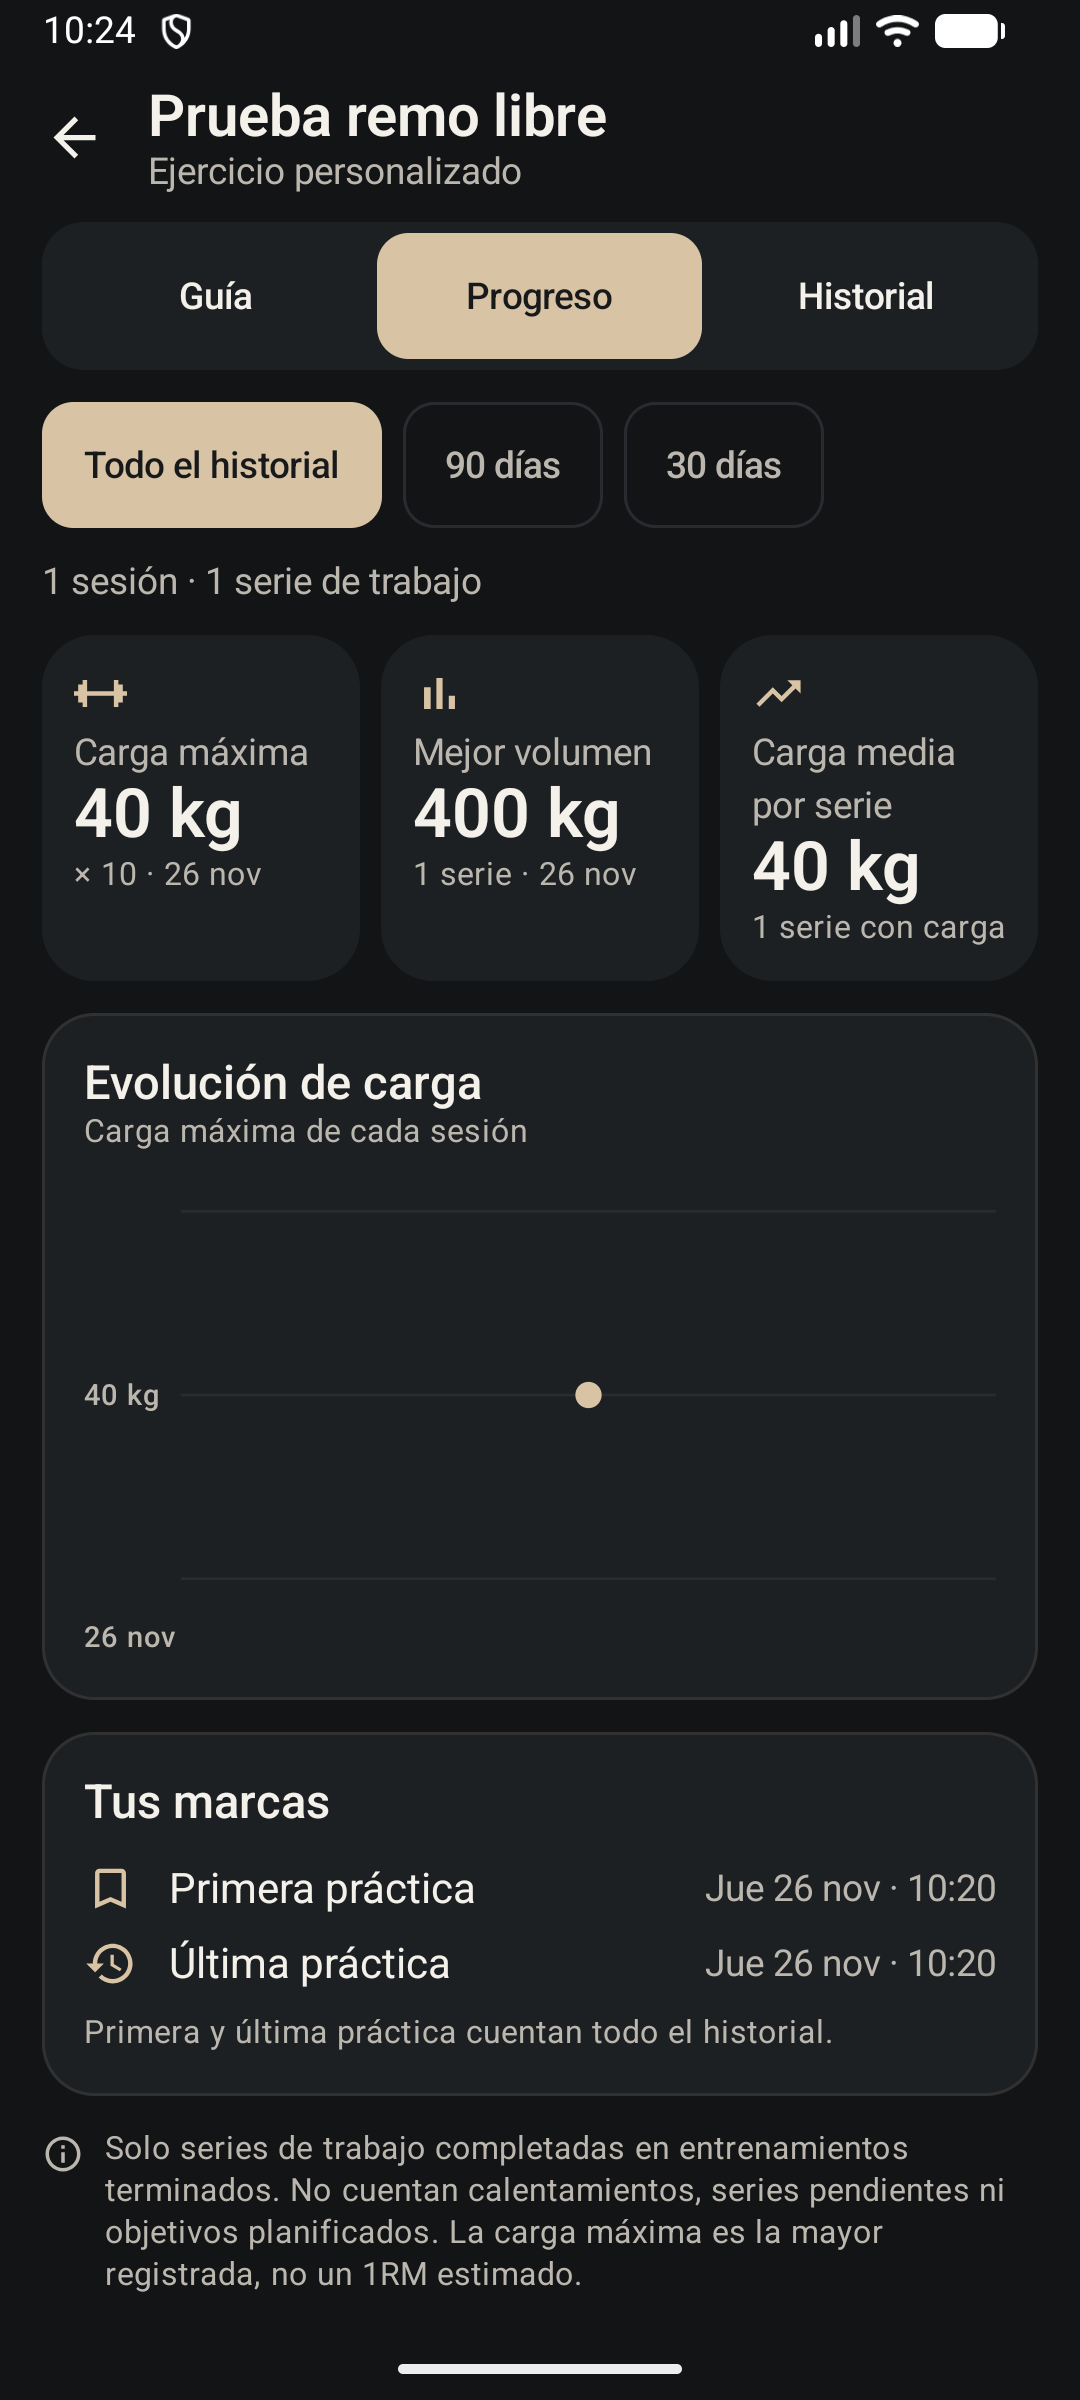 10:24
Prueba remo libre
Ejercicio personalizado
Guía
Progreso
Historial
Todo el historial
90 días
30 días
1 sesión · 1 serie de trabajo
Carga máxima
40 kg
× 10 · 26 nov
Mejor volumen
400 kg
1 serie · 26 nov
Carga media
por serie
40 kg
1 serie con carga
Evolución de carga
Carga máxima de cada sesión
40 kg
26 nov
Tus marcas
Primera práctica
Jue 26 nov · 10:20
Última práctica
Jue 26 nov · 10:20
Primera y última práctica cuentan todo el historial.
Solo series de trabajo completadas en entrenamientos
terminados. No cuentan calentamientos, series pendientes ni
objetivos planificados. La carga máxima es la mayor
registrada, no un 1RM estimado.